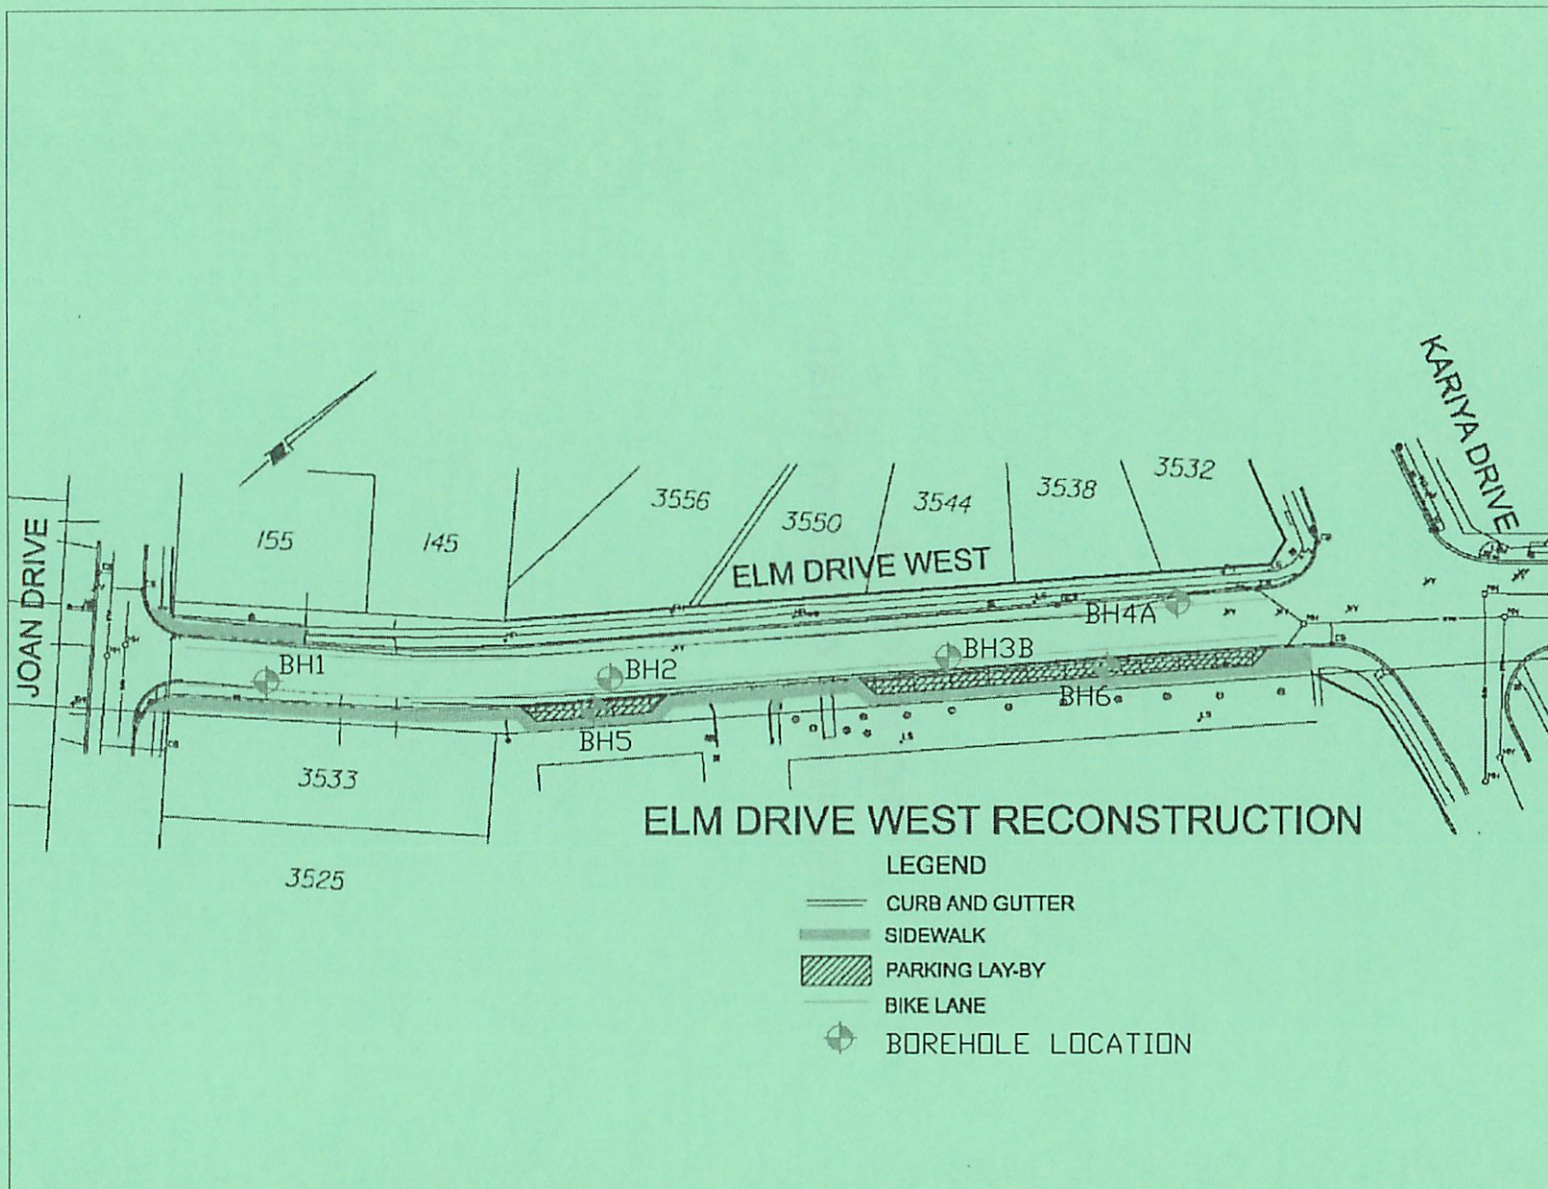 KARIYA DRIVE
3532
3538
3556
3544
3550
155
145
ELM DRIVE WEST
JOAN DRIVE
BH4A
BH3B
BH1
BH2
BH6
BH5
3533
ELM DRIVE WEST RECONSTRUCTION
3525
LEGEND
CURB AND GUTTER
SIDEWALK
PARKING LAY-BY
BIKE LANE
BOREHOLE LOCATION